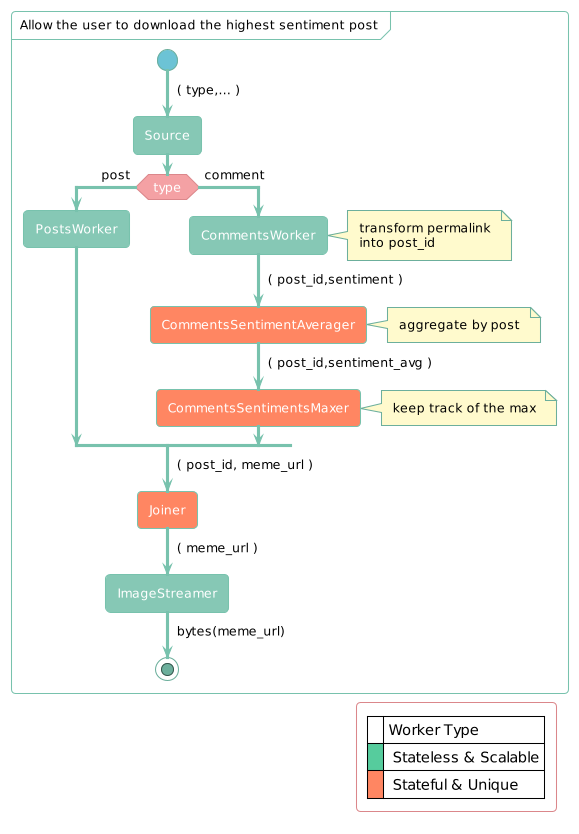 Allow the user to download the highest sentiment post
( type,... )
Source
post
type
comment
PostsWorker
CommentsWorker
transform permalink
into post_id
( post_id,sentiment )
CommentsSentimentAverager
aggregate by post
( post_id,sentiment_avg )
CommentsSentimentsMaxer
keep track of the max
( post_id, meme_url )
Joiner
( meme_url )
ImageStreamer
bytes(meme_url)
Worker Type
Stateless & Scalable
Stateful & Unique